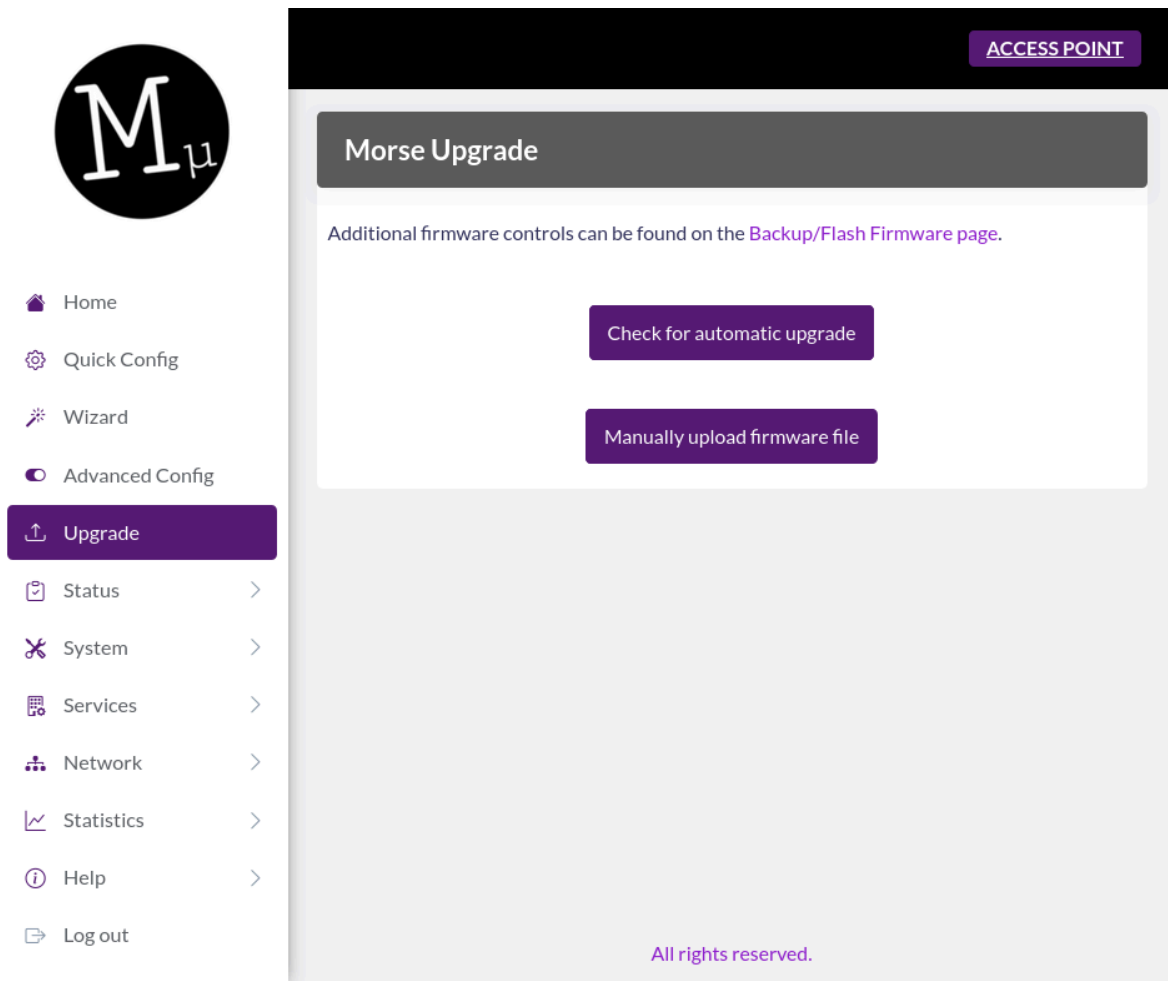 Mμ
ACCESS POINT
Morse Upgrade
Additional firmware controls can be found on the Backup/Flash Firmware page.
Check for automatic upgrade
Manually upload firmware file
Home
Quick Config
Wizard
Advanced Config
Upgrade
Status
System
Services
Network
Statistics
Help
Log out
All rights reserved.